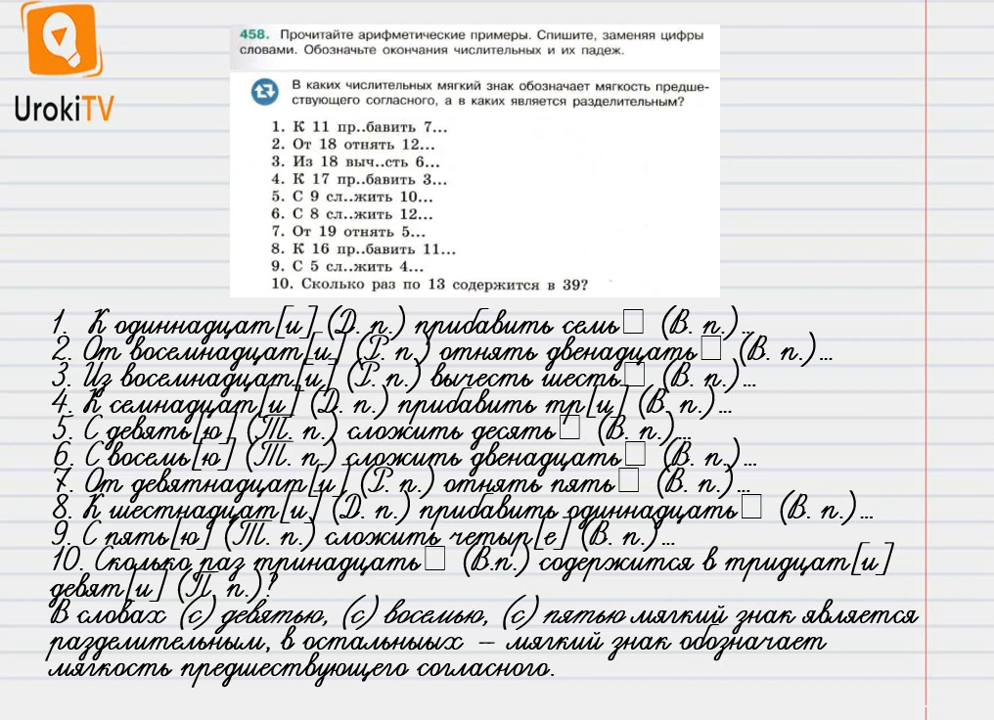 UrokiTV
458. Прочитайте арифметические примеры. Спишите, заменяя цифры
словами. Обозначьте окончания числительных и их падеж.
В каких числительных мягкий знак обозначает мягкость предше-
ствующего согласного, а в каких является разделительным?
1. К 11 пр..бавить 7...
2. От 18 отнять 12...
3. Из 18 выч..сть 6...
4. К 17 пр..бавить 3...
5. С 9 сл..жить 10...
6. С 8 сл..жить 12...
7. От 19 отнять 5...
8. К 16 пр..бавить 11...
9. С 5 сл..жить 4...
10. Сколько раз по 13 содержится в 39?
1. К одиннадцат[и] (Д. п.) прибавить семь□ (В. п.)...
2. От восемнадцат[и] (Р. п.) отнять двенадцать□ (В. п.)...
3. Из восемнадцат[и] (Р. п.) вычесть шесть□ (В. п.)...
4. К семнадцат[и] (Д. п.) прибавить тр[и] (В. п.)...
5. С девять[ю] (Т. п.) сложить десять□ (В. п.)...
6. С восемь[ю] (Т. п.) сложить двенадцать□ (В. п.)...
7. От девятнадцат[и] (Р. п.) отнять пять□ (В. п.)...
8. К шестнадцат[и] (Д. п.) прибавить одиннадцать□ (В. п.)...
9. С пять[ю] (Т. п.) сложить четыр[е] (В. п.)...
10. Сколько раз тринадцать□ (В.п.) содержится в тридцат[и]
девят[и] (П. п.)?
В словах (с) девятью, (с) восемью, (с) пятью мягкий знак является
разделительным, в остальныых – мягкий знак обозначает
мягкость предшествующего согласного.